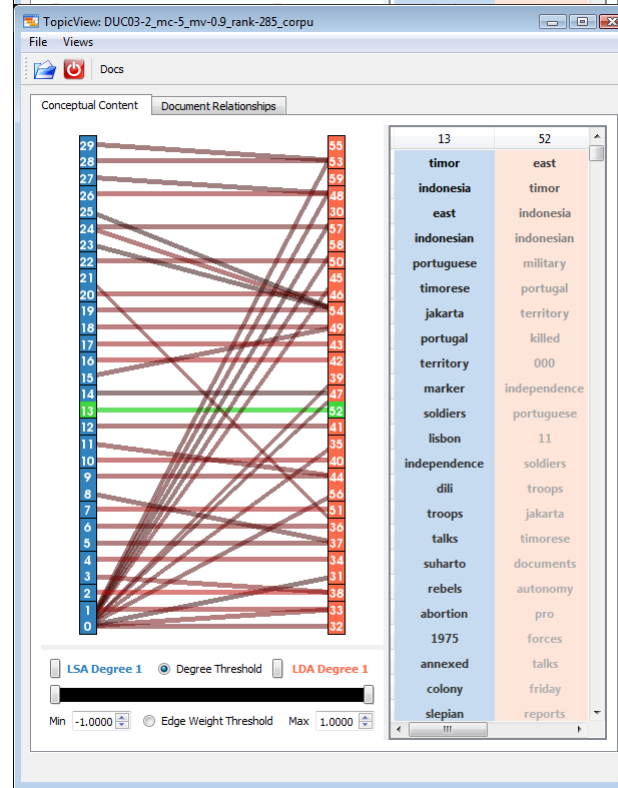 TopicView: DUC03-2_mc-5_mv-0.9_rank-285_corpu
File Views
Docs
Conceptual Content Document Relationships
29 55
28 53
27 59
26 48
25 30
24 57
23 58
22 50
21 45
20 46
19 54
18 49
17 43
16 42
15 39
14 47
13 52
12 41
11 35
10 40
9 44
8 56
7 51
6 36
5 37
4 34
3 31
2 38
1 33
0 32
13 52
timor east
indonesia timor
east indonesia
indonesian indonesian
portuguese military
timorese portugal
jakarta territory
portugal killed
territory 000
marker independence
soldiers portuguese
lisbon 11
independence soldiers
dili troops
troops jakarta
talks timorese
suharto documents
rebels autonomy
abortion pro
1975 forces
annexed talks
colony friday
slepian reports
LSA Degree 1 Degree Threshold LDA Degree 1
Min -1.0000 Edge Weight Threshold Max 1.0000